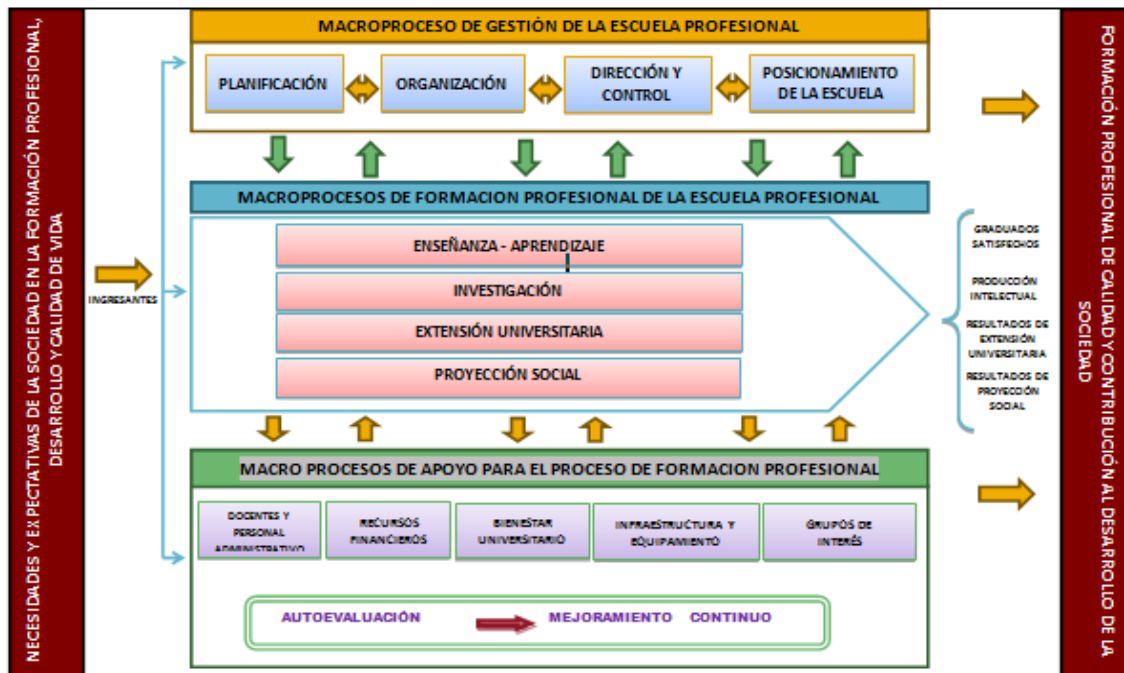 NECESIDADES Y EXPECTATIVAS DE LA SOCIEDAD EN LA FORMACIÓN PROFESIONAL,
DESARROLLO Y CALIDAD DE VIDA
INGRESANTES
MACROPROCESO DE GESTIÓN DE LA ESCUELA PROFESIONAL
PLANIFICACIÓN
ORGANIZACIÓN
DIRECCIÓN Y
CONTROL
POSICIONAMIENTO
DE LA ESCUELA
MACROPROCESOS DE FORMACION PROFESIONAL DE LA ESCUELA PROFESIONAL
ENSEÑANZA - APRENDIZAJE
INVESTIGACIÓN
EXTENSIÓN UNIVERSITARIA
PROYECCIÓN SOCIAL
GRADUADOS
SATISFECHOS
PRODUCCIÓN
INTELECTUAL
RESULTADOS DE
EXTENSIÓN
UNIVERSITARIA
RESULTADOS DE
PROYECCIÓN
SOCIAL
MACRO PROCESOS DE APOYO PARA EL PROCESO DE FORMACION PROFESIONAL
DOCENTES Y
PERSONAL
ADMINISTRATIVO
RECURSOS
FINANCIEROS
BIENESTAR
UNIVERSITARIO
INFRAESTRUCTURA Y
EQUIPAMIENTO
GRUPOS DE
INTERÉS
AUTOEVALUACIÓN
MEJORAMIENTO CONTINUO
FORMACIÓN PROFESIONAL DE CALIDAD Y CONTRIBUCIÓN AL DESARROLLO DE LA
SOCIEDAD